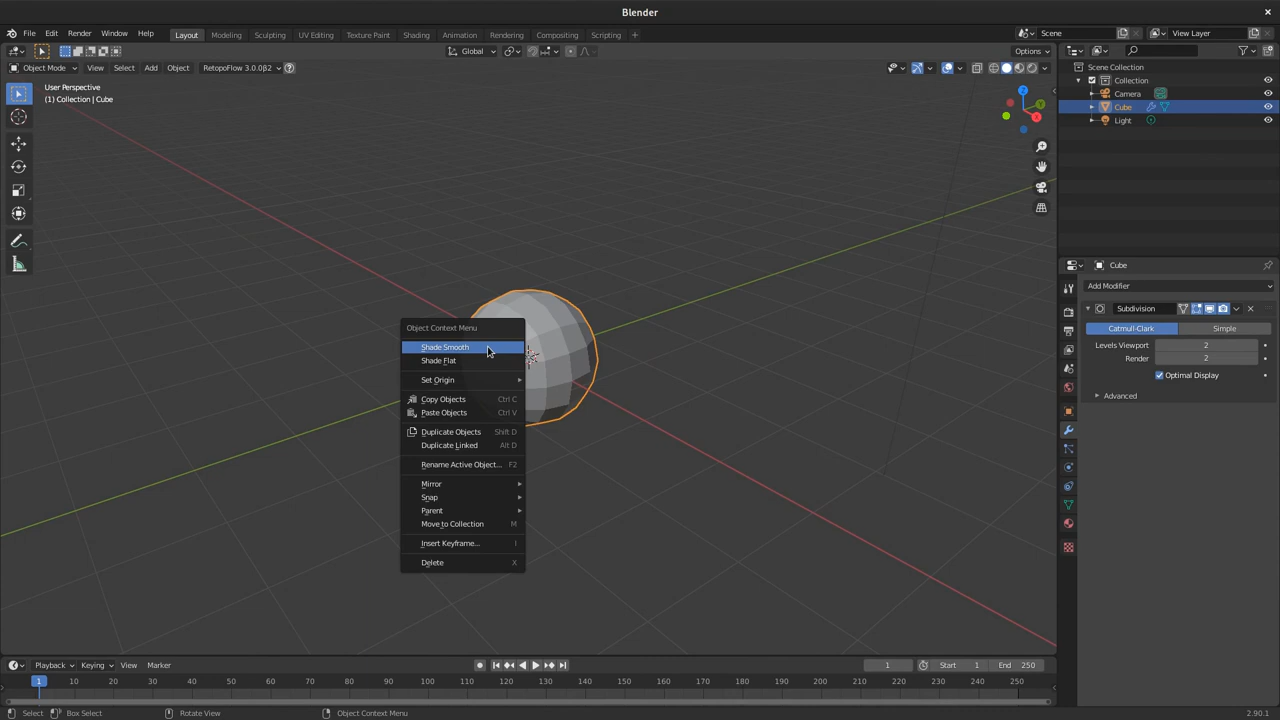 Blender
File Edit Render Window Help Layout Modeling Sculpting UV Editing Texture Paint Shading Animation Rendering Compositing Scripting Scene View Layer
Global Options
Object Mode View Select Add Object RetopoFlow 3.0.0β2
User Perspective
(1) Collection | Cube
Z
Y
X
Scene Collection
Collection
Camera
Cube
Light
Object Context Menu
Shade Smooth
Shade Flat
Set Origin
Copy Objects Ctrl C
Paste Objects Ctrl V
Duplicate Objects Shift D
Duplicate Linked Alt D
Rename Active Object... F2
Mirror
Snap
Parent
Move to Collection M
Insert Keyframe... I
Delete X
Cube
Add Modifier
Subdivision
Catmull-Clark Simple
Levels Viewport 2
Render 2
Optimal Display
Advanced
Playback Keying View Marker 1 Start 1 End 250
1 10 20 30 40 50 60 70 80 90 100 110 120 130 140 150 160 170 180 190 200 210 220 230 240 250
Select Box Select Rotate View Object Context Menu 2.90.1